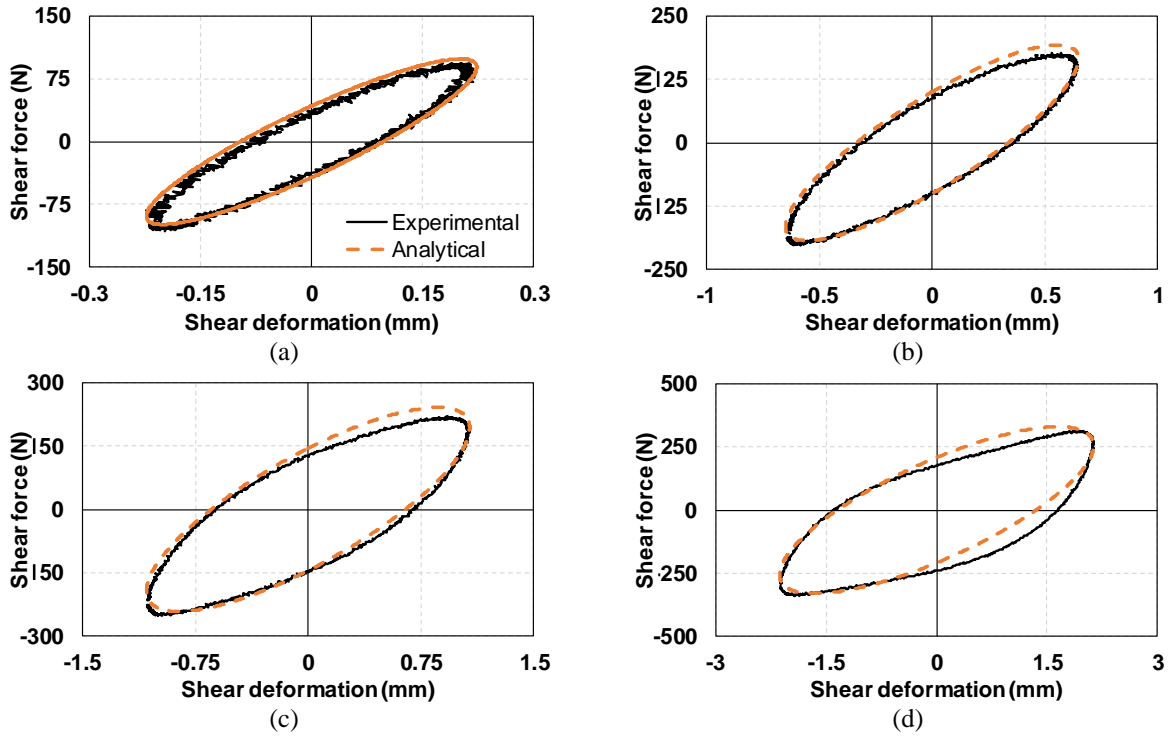 150
75
0
-75
-150
Shear force (N)
-0.3 -0.15 0 0.15 0.3
Shear deformation (mm)
Experimental
Analytical
(a)
250
125
0
-125
-250
Shear force (N)
-1 -0.5 0 0.5 1
Shear deformation (mm)
(b)
300
150
0
-150
-300
Shear force (N)
-1.5 -0.75 0 0.75 1.5
Shear deformation (mm)
(c)
500
250
0
-250
-500
Shear force (N)
-3 -1.5 0 1.5 3
Shear deformation (mm)
(d)